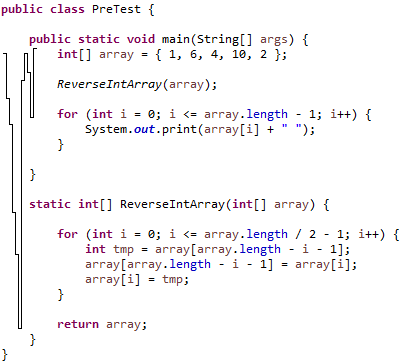 public class PreTest {
public static void main(String[] args) {
int[] array = { 1, 6, 4, 10, 2 };
ReverseIntArray(array);
for (int i = 0; i <= array.length - 1; i++) {
System.out.print(array[i] + " ");
}
}
static int[] ReverseIntArray(int[] array) {
for (int i = 0; i <= array.length / 2 - 1; i++) {
int tmp = array[array.length - i - 1];
array[array.length - i - 1] = array[i];
array[i] = tmp;
}
return array;
}
}